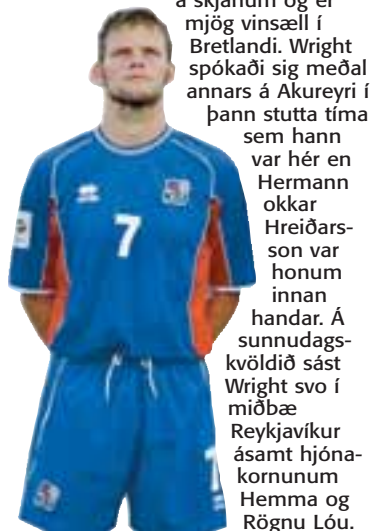 á skjánum og er
mjög vinsæll í
Bretlandi. Wright
spókaði sig meðal
annars á Akureyri í
þann stutta tíma
sem hann
var hér en
Hermann
okkar
Hreiðars-
son var
honum
innan
handar. Á
sunnudags-
kvöldið sást
Wright svo í
miðbæ
Reykjavíkur
ásamt hjóna-
kornunum
Hemma og
Rögnu Lóu.
7